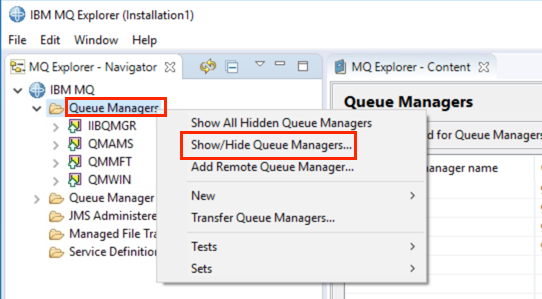 IBM MQ Explorer (Installation1)
File Edit Window Help
MQ Explorer - Navigator
MQ Explorer - Content
IBM MQ
Queue Managers
IIBQMGR
QMAMS
QMMFT
QMWIN
Queue Manager
JMS Administere
Managed File Tra
Service Definition
Show All Hidden Queue Managers
Show/Hide Queue Managers...
Add Remote Queue Manager...
New
Transfer Queue Managers...
Tests
Sets
Queue Managers
d for Queue Managers
anager name